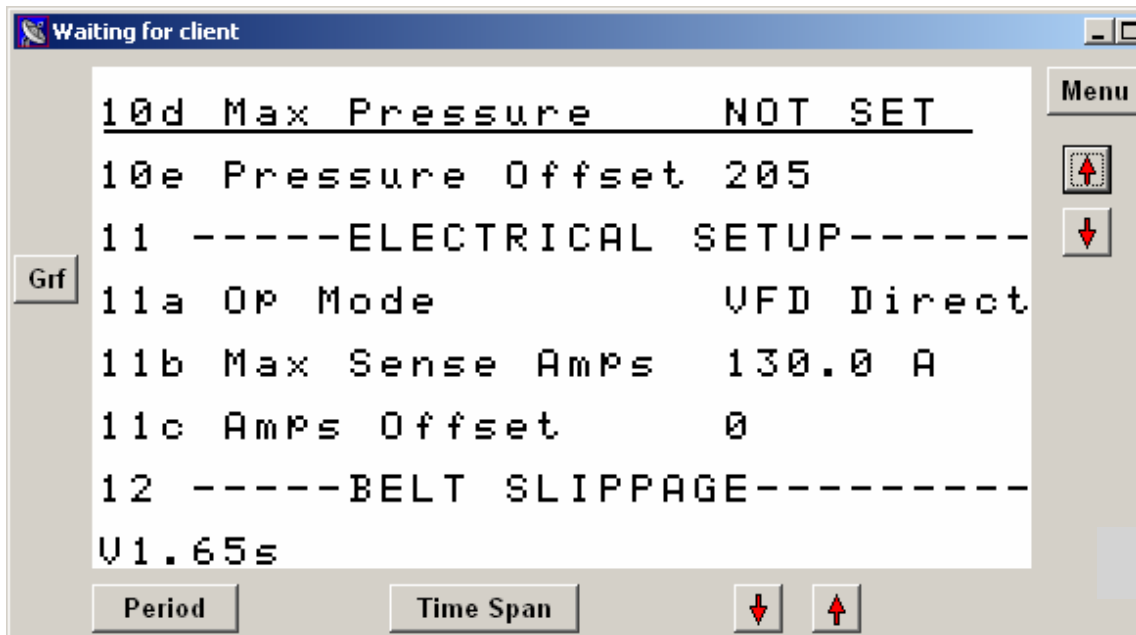 Waiting for client
10d Max Pressure NOT SET
Menu
10e Pressure Offset 205
11 -----ELECTRICAL SETUP------
Grf
11a Op Mode VFD Direct
11b Max Sense Amps 130.0 A
11c Amps Offset 0
12 -----BELT SLIPPAGE---------
V1.65s
Period Time Span